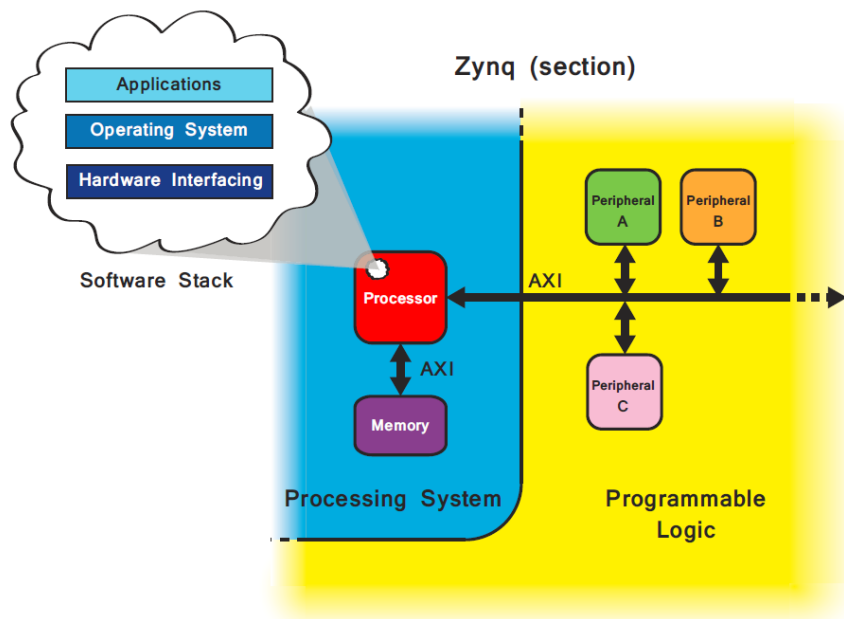 Zynq (section)
Applications
Operating System
Hardware Interfacing
Software Stack
Processor
AXI
Memory
Processing System
AXI
Peripheral
A
Peripheral
B
Peripheral
C
Programmable
Logic